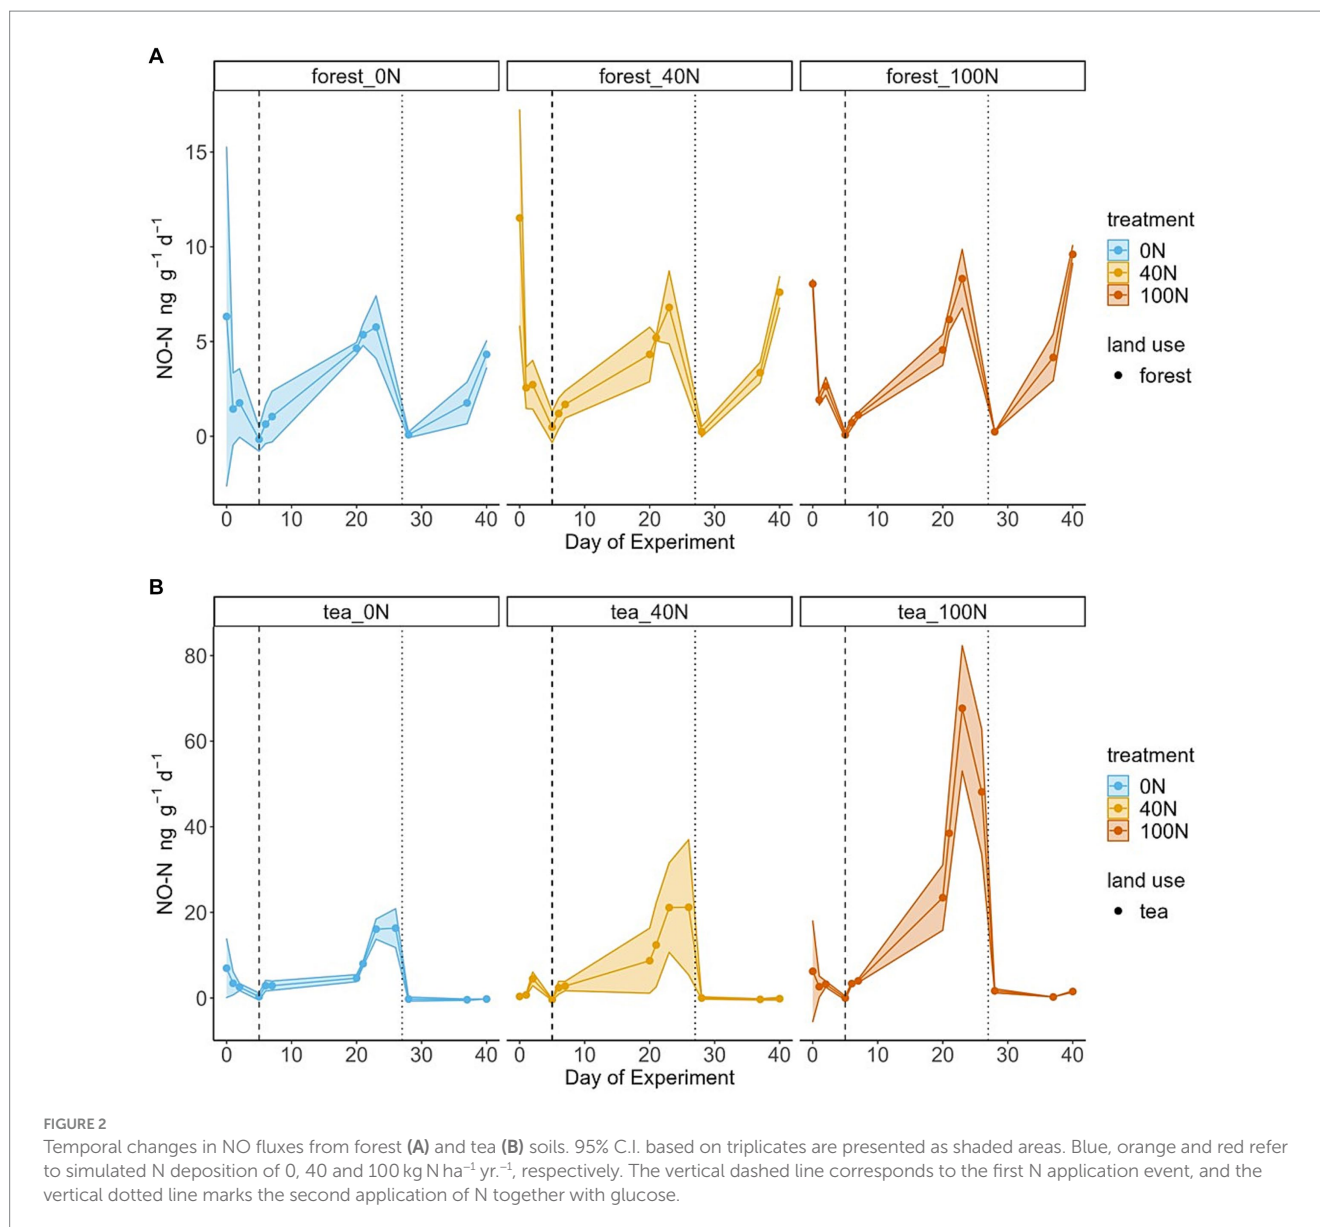 A
forest_0N forest_40N forest_100N
15
10
5
0
NO-N ng g⁻¹ d⁻¹
0 10 20 30 40 0 10 20 30 40 0 10 20 30 40
Day of Experiment
treatment
0N
40N
100N
land use
forest
B
tea_0N tea_40N tea_100N
80
60
40
20
0
NO-N ng g⁻¹ d⁻¹
0 10 20 30 40 0 10 20 30 40 0 10 20 30 40
Day of Experiment
treatment
0N
40N
100N
land use
tea
FIGURE 2
Temporal changes in NO fluxes from forest (A) and tea (B) soils. 95% C.I. based on triplicates are presented as shaded areas. Blue, orange and red refer
to simulated N deposition of 0, 40 and 100 kg N ha⁻¹ yr.⁻¹, respectively. The vertical dashed line corresponds to the first N application event, and the
vertical dotted line marks the second application of N together with glucose.